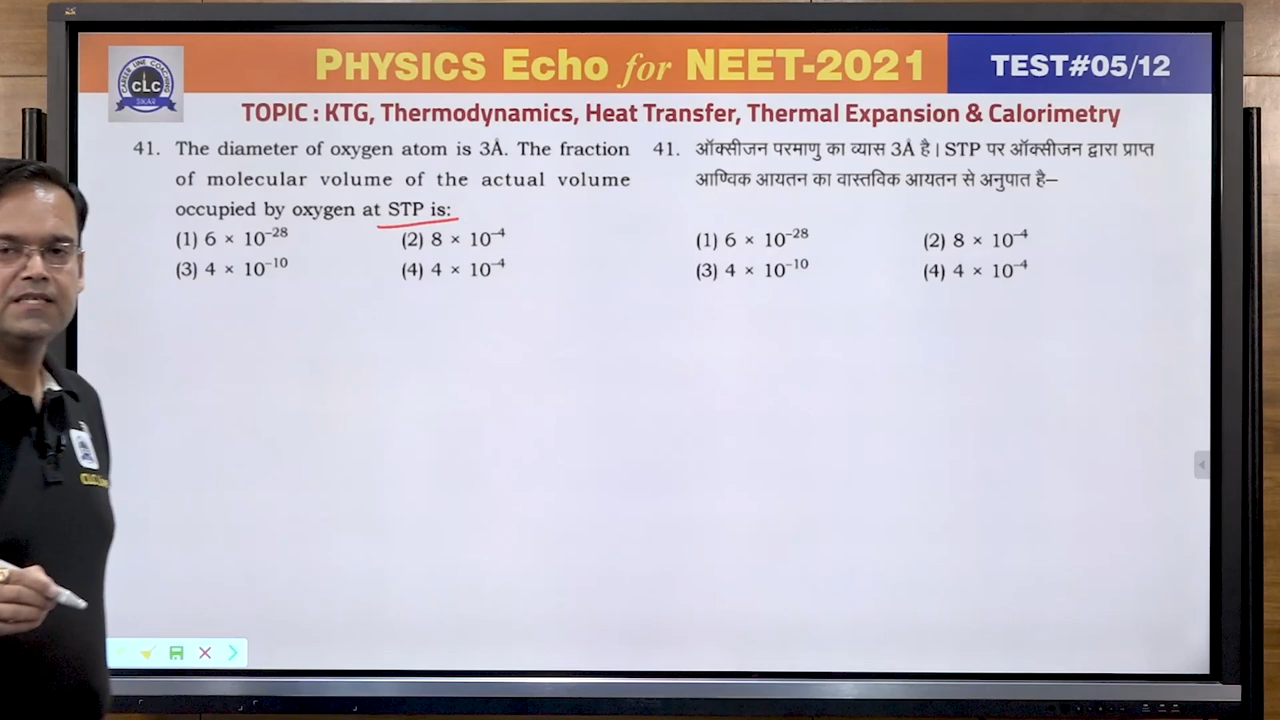 PHYSICS Echo for NEET-2021
TEST#05/12
CLC
SIKAR
TOPIC : KTG, Thermodynamics, Heat Transfer, Thermal Expansion & Calorimetry
41. The diameter of oxygen atom is 3Å. The fraction
of molecular volume of the actual volume
occupied by oxygen at STP is:
(1) 6 × 10⁻²⁸ (2) 8 × 10⁻⁴
(3) 4 × 10⁻¹⁰ (4) 4 × 10⁻⁴
41. ऑक्सीजन परमाणु का व्यास 3Å है। STP पर ऑक्सीजन द्वारा प्राप्त
आण्विक आयतन का वास्तविक आयतन से अनुपात है–
(1) 6 × 10⁻²⁸ (2) 8 × 10⁻⁴
(3) 4 × 10⁻¹⁰ (4) 4 × 10⁻⁴